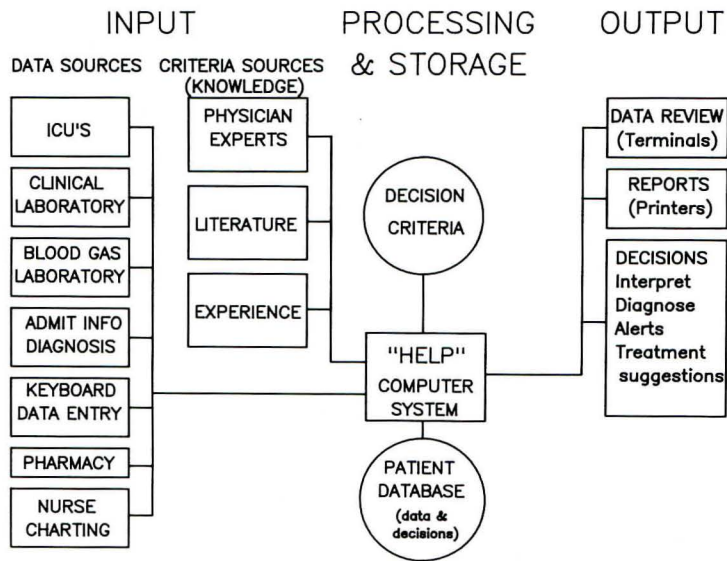 INPUT
PROCESSING
& STORAGE
OUTPUT
DATA SOURCES
ICU'S
CLINICAL
LABORATORY
BLOOD GAS
LABORATORY
ADMIT INFO
DIAGNOSIS
KEYBOARD
DATA ENTRY
PHARMACY
NURSE
CHARTING
CRITERIA SOURCES
(KNOWLEDGE)
PHYSICIAN
EXPERTS
LITERATURE
EXPERIENCE
DECISION
CRITERIA
"HELP"
COMPUTER
SYSTEM
PATIENT
DATABASE
(data &
decisions)
DATA REVIEW
(Terminals)
REPORTS
(Printers)
DECISIONS
Interpret
Diagnose
Alerts
Treatment
suggestions